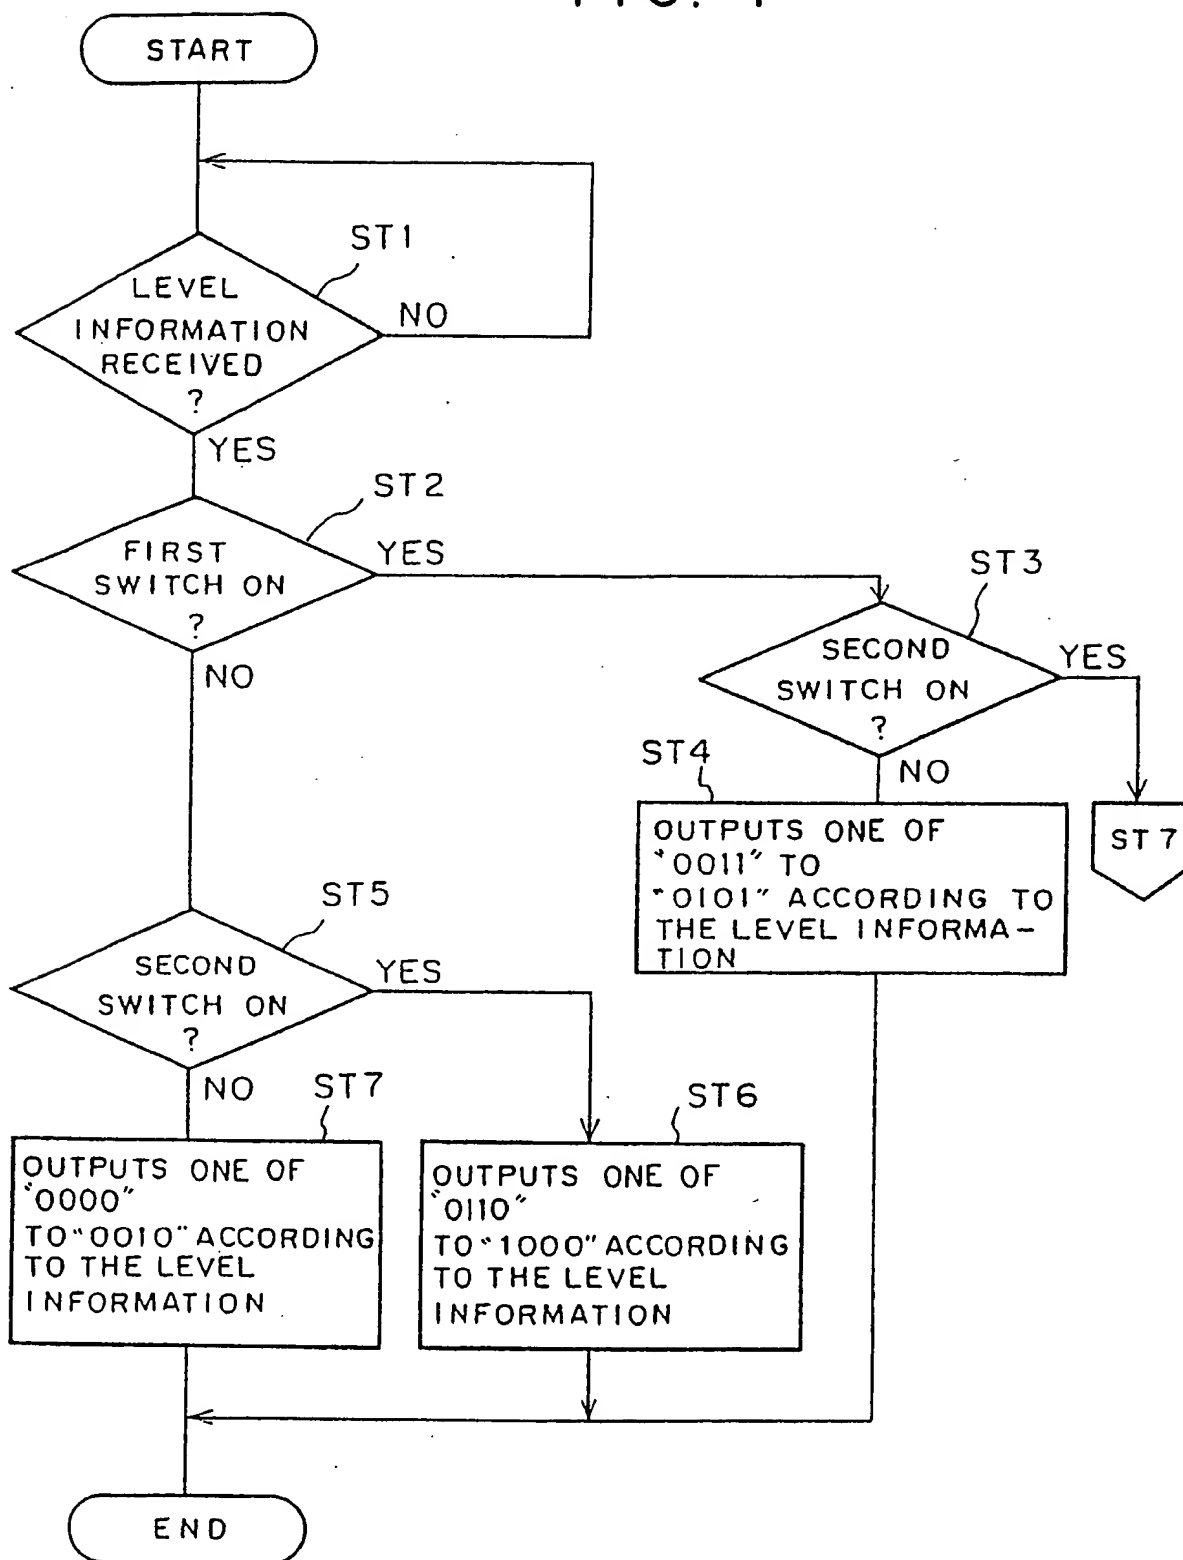 START
ST1
LEVEL
INFORMATION
RECEIVED
?
NO
YES
ST2
FIRST
SWITCH ON
?
YES
NO
ST3
SECOND
SWITCH ON
?
YES
NO
ST4
OUTPUTS ONE OF
"0011" TO
"0101" ACCORDING TO
THE LEVEL INFORMA-
TION
ST7
ST5
SECOND
SWITCH ON
?
YES
NO
ST7
OUTPUTS ONE OF
"0000"
TO "0010" ACCORDING
TO THE LEVEL
INFORMATION
ST6
OUTPUTS ONE OF
"0110"
TO "1000" ACCORDING
TO THE LEVEL
INFORMATION
END